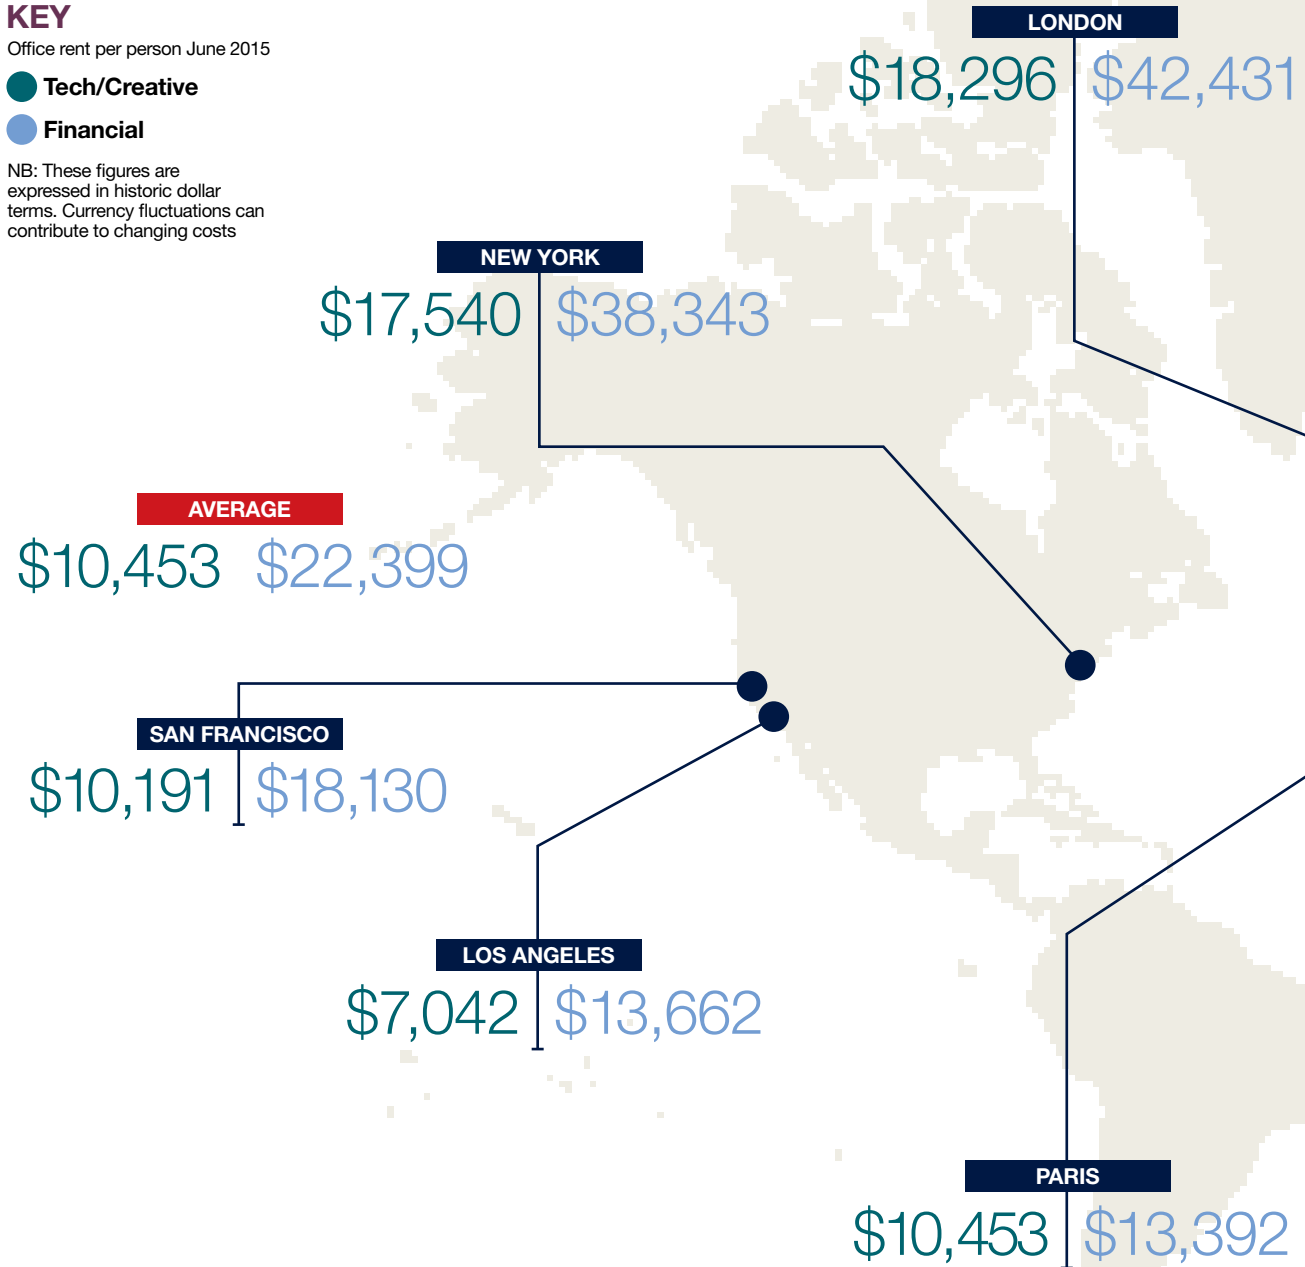 KEY
Office rent per person June 2015
Tech/Creative
Financial
NB: These figures are
expressed in historic dollar
terms. Currency fluctuations can
contribute to changing costs
LONDON
$18,296 $42,431
NEW YORK
$17,540 $38,343
AVERAGE
$10,453 $22,399
SAN FRANCISCO
$10,191 $18,130
LOS ANGELES
$7,042 $13,662
PARIS
$10,453 $13,392